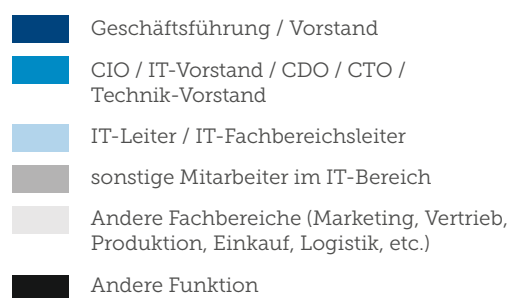 Geschäftsführung / Vorstand
CIO / IT-Vorstand / CDO / CTO /
Technik-Vorstand
IT-Leiter / IT-Fachbereichsleiter
sonstige Mitarbeiter im IT-Bereich
Andere Fachbereiche (Marketing, Vertrieb,
Produktion, Einkauf, Logistik, etc.)
Andere Funktion